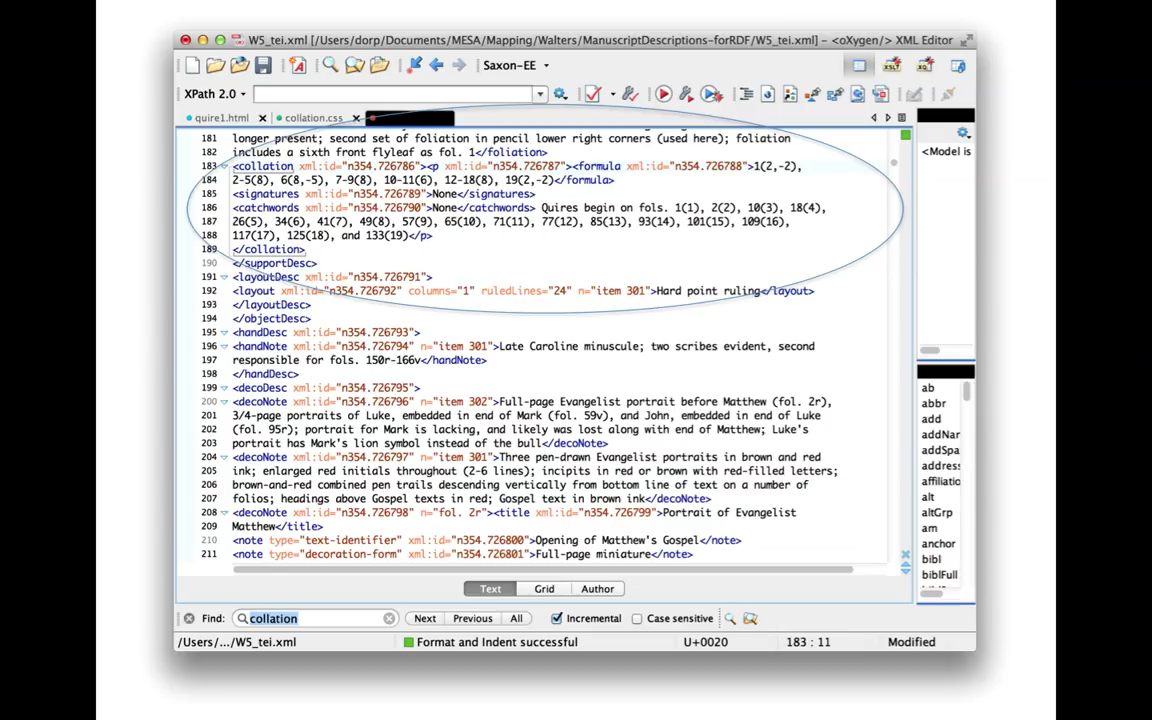 W5_tei.xml [/Users/dorp/Documents/MESA/Mapping/Walters/ManuscriptDescriptions-forRDF/W5_tei.xml] - <oXygen/> XML Editor
Saxon-EE
XPath 2.0
quire1.html collation.css
181 longer present; second set of foliation in pencil lower right corners (used here); foliation
182 includes a sixth front flyleaf as fol. 1</foliation>
183 <collation xml:id="n354.726786"><p xml:id="n354.726787"><formula xml:id="n354.726788">1(2,-2),
184 2-5(8), 6(8,-5), 7-9(8), 10-11(6), 12-18(8), 19(2,-2)</formula>
185 <signatures xml:id="n354.726789">None</signatures>
186 <catchwords xml:id="n354.726790">None</catchwords> Quires begin on fols. 1(1), 2(2), 10(3), 18(4),
187 26(5), 34(6), 41(7), 49(8), 57(9), 65(10), 71(11), 77(12), 85(13), 93(14), 101(15), 109(16),
188 117(17), 125(18), and 133(19)</p>
189 </collation>
190 </supportDesc>
191 <layoutDesc xml:id="n354.726791">
192 <layout xml:id="n354.726792" columns="1" ruledLines="24" n="item 301">Hard point ruling</layout>
193 </layoutDesc>
194 </objectDesc>
195 <handDesc xml:id="n354.726793">
196 <handNote xml:id="n354.726794" n="item 301">Late Caroline minuscule; two scribes evident, second
197 responsible for fols. 150r-166v</handNote>
198 </handDesc>
199 <decoDesc xml:id="n354.726795">
200 <decoNote xml:id="n354.726796" n="item 302">Full-page Evangelist portrait before Matthew (fol. 2r),
201 3/4-page portraits of Luke, embedded in end of Mark (fol. 59v), and John, embedded in end of Luke
202 (fol. 95r); portrait for Mark is lacking, and likely was lost along with end of Matthew; Luke's
203 portrait has Mark's lion symbol instead of the bull</decoNote>
204 <decoNote xml:id="n354.726797" n="item 301">Three pen-drawn Evangelist portraits in brown and red
205 ink; enlarged red initials throughout (2-6 lines); incipits in red or brown with red-filled letters;
206 brown-and-red combined pen trails descending vertically from bottom line of text on a number of
207 folios; headings above Gospel texts in red; Gospel text in brown ink</decoNote>
208 <decoNote xml:id="n354.726798" n="fol. 2r"><title xml:id="n354.726799">Portrait of Evangelist
209 Matthew</title>
210 <note type="text-identifier" xml:id="n354.726800">Opening of Matthew's Gospel</note>
211 <note type="decoration-form" xml:id="n354.726801">Full-page miniature</note>
<Model is
ab
abbr
add
addNar
addSpa
address
affiliatio
alt
altGrp
am
anchor
bibl
biblFull
Text Grid Author
Find: collation Next Previous All Incremental Case sensitive
/Users/.../W5_tei.xml Format and Indent successful U+0020 183 : 11 Modified